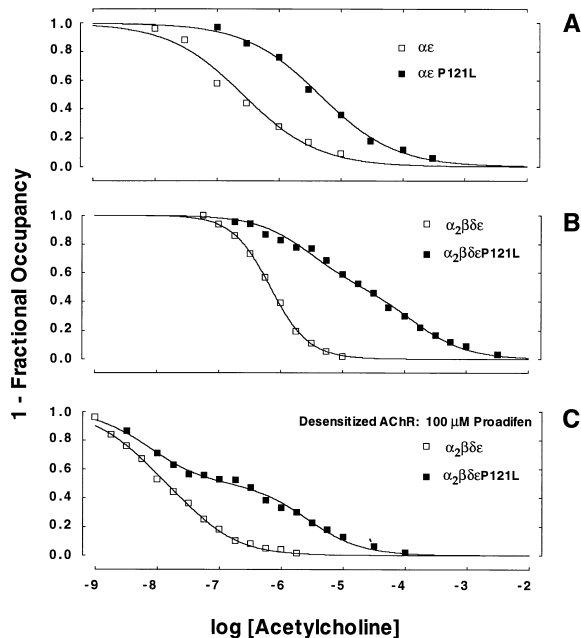 A
1.0
0.8
0.6
0.4
0.2
0.0
□ αε
■ αε P121L
B
1.0
0.8
0.6
0.4
0.2
0.0
□ α₂βδε
■ α₂βδεP121L
1 - Fractional Occupancy
C
Desensitized AChR: 100 μM Proadifen
1.0
0.8
0.6
0.4
0.2
0.0
□ α₂βδε
■ α₂βδεP121L
-9 -8 -7 -6 -5 -4 -3 -2
log [Acetylcholine]